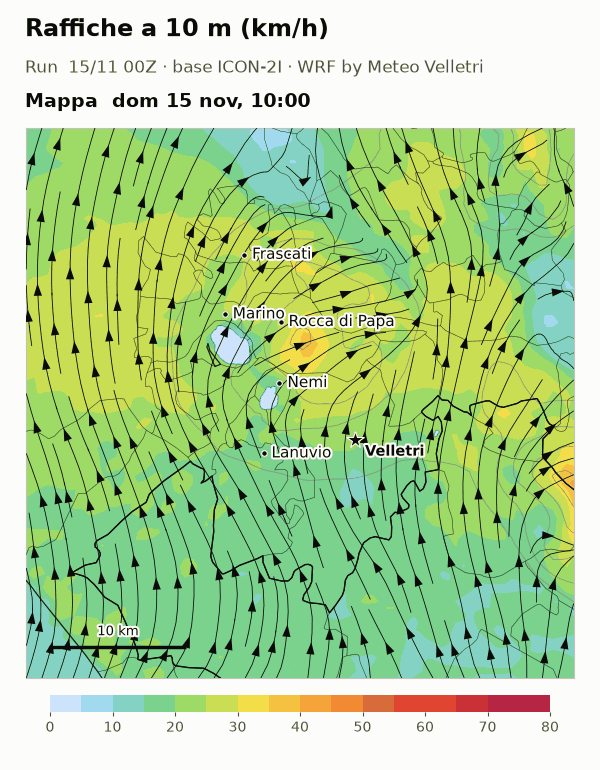 Raffiche a 10 m (km/h)
Run  15/11 00Z · base ICON-2I · WRF by Meteo Velletri
Mappa  dom 15 nov, 10:00
Frascati
Marino
Rocca di Papa
Nemi
Velletri
Lanuvio
10 km
0 10 20 30 40 50 60 70 80